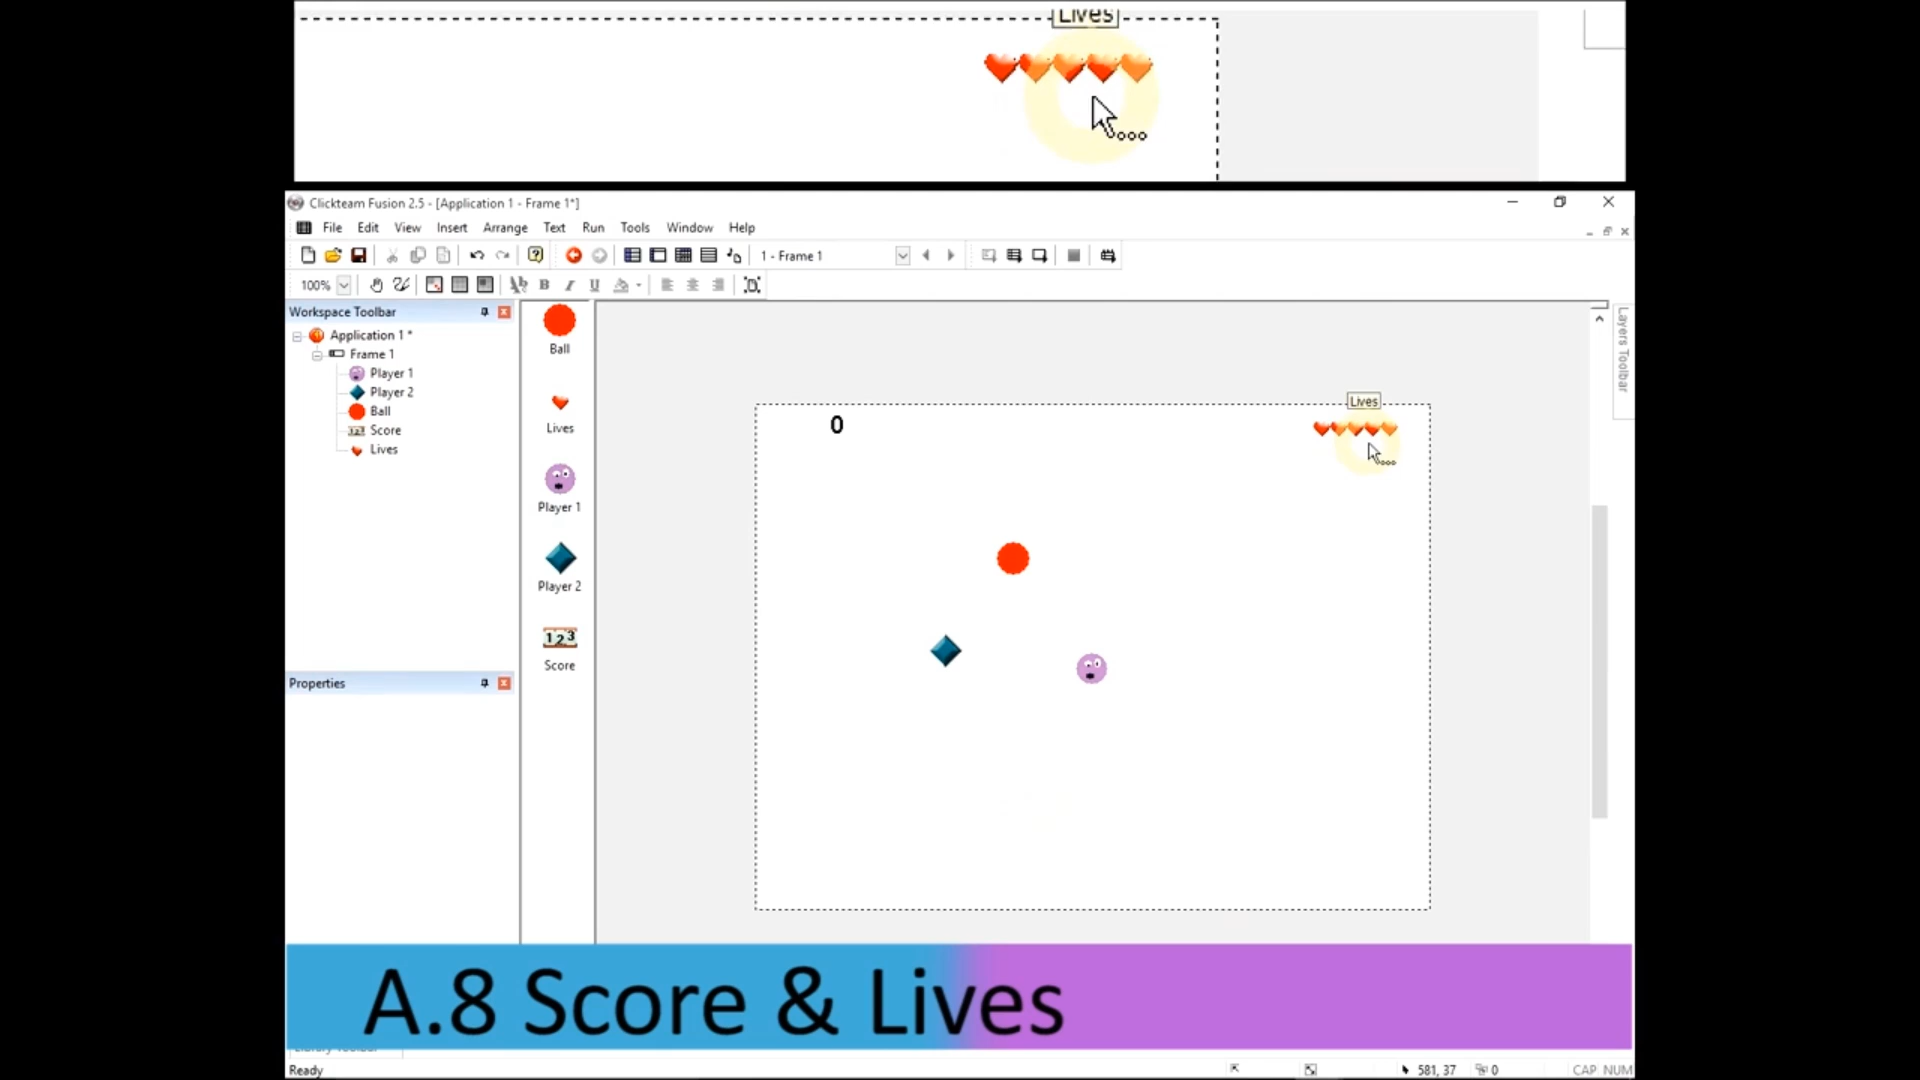 Lives
Clickteam Fusion 2.5 - [Application 1 - Frame 1*]
File Edit View Insert Arrange Text Run Tools Window Help
1 - Frame 1
100%
Workspace Toolbar
Application 1 *
Frame 1
Player 1
Player 2
Ball
Score
Lives
Properties
Ball
Lives
Player 1
Player 2
123
Score
0
Lives
Layers Toolbar
A.8 Score & Lives
Library Toolbar
Ready
581, 37
0
CAP NUM